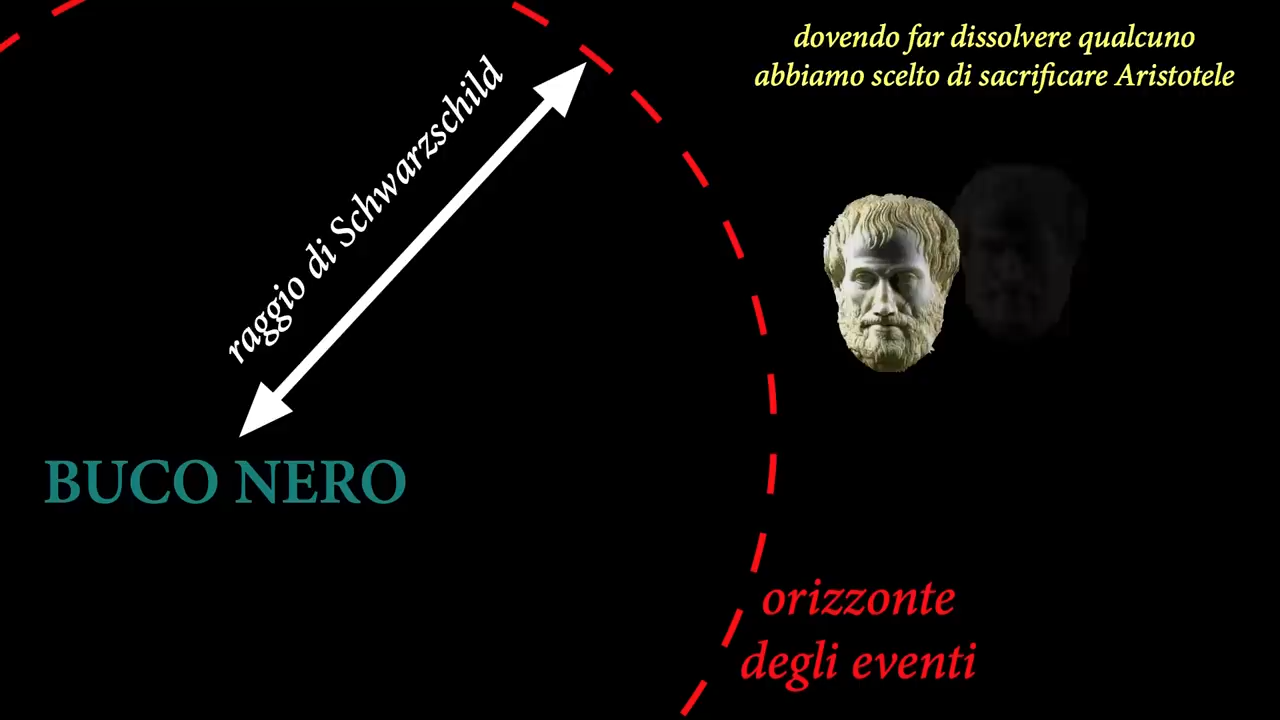 dovendo far dissolvere qualcuno
abbiamo scelto di sacrificare Aristotele
raggio di Schwarzschild
BUCO NERO
orizzonte
degli eventi